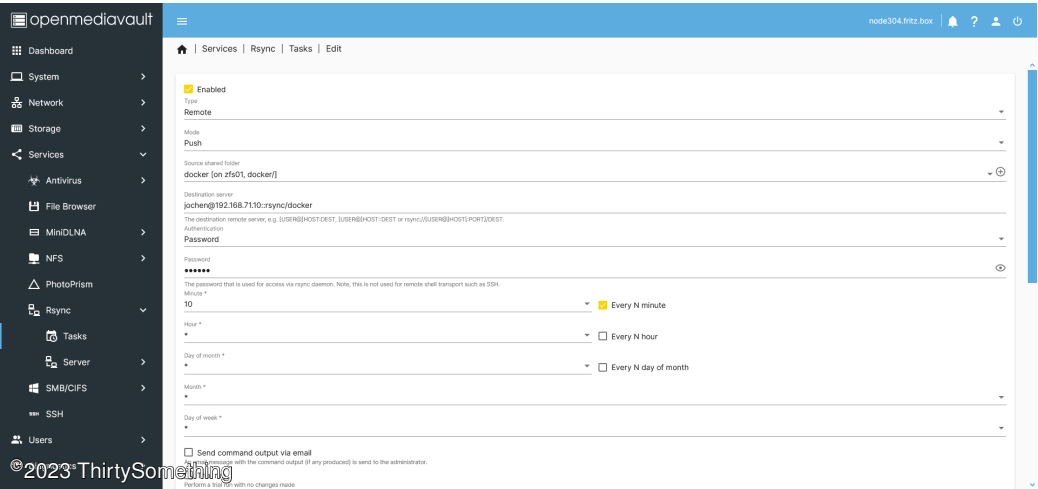 openmediavault
node304.fritz.box
Dashboard
System
Network
Storage
Services
Antivirus
File Browser
MiniDLNA
NFS
PhotoPrism
Rsync
Tasks
Server
SMB/CIFS
SSH SSH
Users
| Services | Rsync | Tasks | Edit
Enabled
Type
Remote
Mode
Push
Source shared folder
docker [on zfs01, docker/]
Destination server
jochen@192.168.71.10::rsync/docker
The destination remote server, e.g. [USER@]HOST:DEST, [USER@]HOST::DEST or rsync://[USER@]HOST[:PORT]/DEST.
Authentication
Password
Password
••••••
The password that is used for access via rsync daemon. Note, this is not used for remote shell transport such as SSH.
Minute *
10
Every N minute
Hour *
*
Every N hour
Day of month *
*
Every N day of month
Month *
*
Day of week *
*
Send command output via email
An email message with the command output (if any produced) is send to the administrator.
Perform a trial run with no changes made
©2023 ThirtySomething